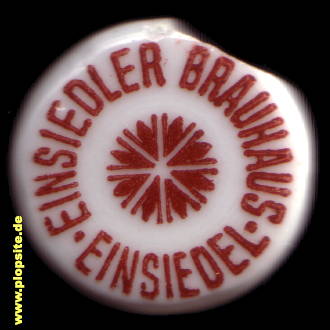 EINSIEDLER BRAUHAUS
· EINSIEDEL ·
www.plopsite.de